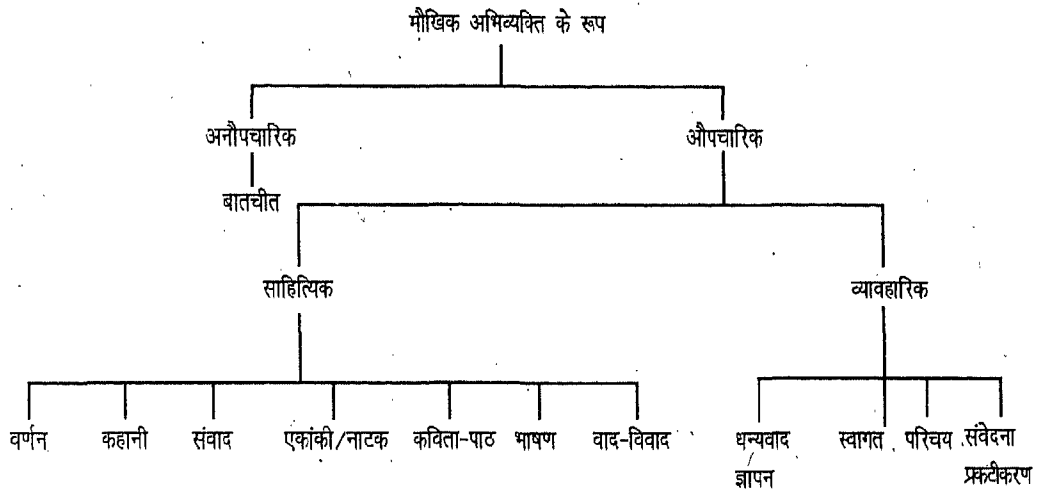 मौखिक अभिव्यक्ति के रूप
अनौपचारिक औपचारिक
बातचीत
साहित्यिक व्यावहारिक
वर्णन कहानी संवाद एकांकी/नाटक कविता-पाठ भाषण वाद-विवाद धन्यवाद स्वागत परिचय संवेदना
ज्ञापन प्रकटीकरण